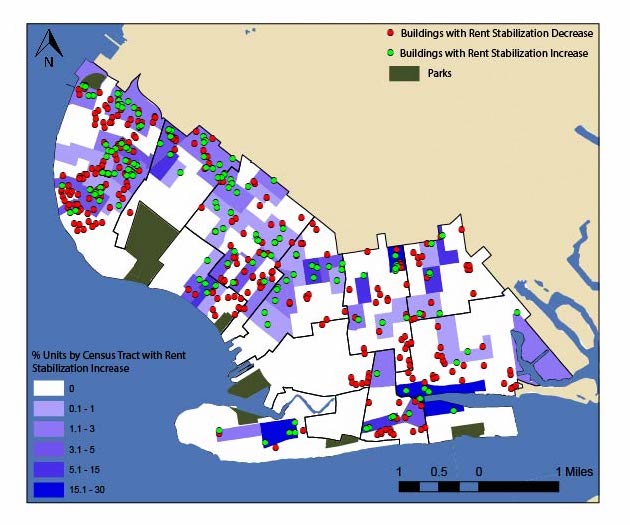 N
Buildings with Rent Stabilization Decrease
Buildings with Rent Stabilization Increase
Parks
% Units by Census Tract with Rent
Stabilization Increase
0
0.1 - 1
1.1 - 3
3.1 - 5
5.1 - 15
15.1 - 30
1 0.5 0 1 Miles